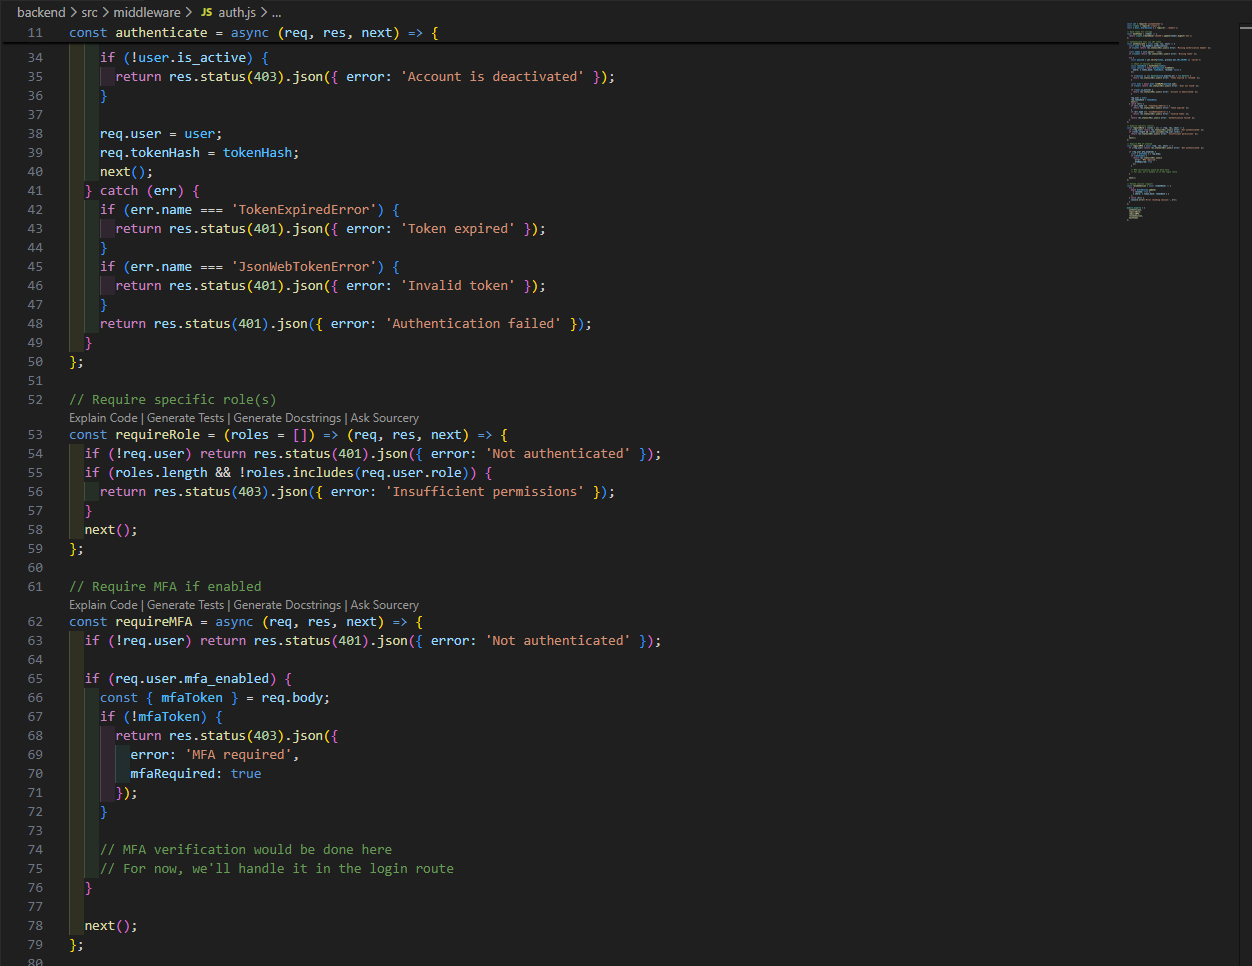 backend > src > middleware > JS auth.js > ...
11 const authenticate = async (req, res, next) => {
34 if (!user.is_active) {
35 return res.status(403).json({ error: 'Account is deactivated' });
36 }
37
38 req.user = user;
39 req.tokenHash = tokenHash;
40 next();
41 } catch (err) {
42 if (err.name === 'TokenExpiredError') {
43 return res.status(401).json({ error: 'Token expired' });
44 }
45 if (err.name === 'JsonWebTokenError') {
46 return res.status(401).json({ error: 'Invalid token' });
47 }
48 return res.status(401).json({ error: 'Authentication failed' });
49 }
50 };
51
52 // Require specific role(s)
Explain Code | Generate Tests | Generate Docstrings | Ask Sourcery
53 const requireRole = (roles = []) => (req, res, next) => {
54 if (!req.user) return res.status(401).json({ error: 'Not authenticated' });
55 if (roles.length && !roles.includes(req.user.role)) {
56 return res.status(403).json({ error: 'Insufficient permissions' });
57 }
58 next();
59 };
60
61 // Require MFA if enabled
Explain Code | Generate Tests | Generate Docstrings | Ask Sourcery
62 const requireMFA = async (req, res, next) => {
63 if (!req.user) return res.status(401).json({ error: 'Not authenticated' });
64
65 if (req.user.mfa_enabled) {
66 const { mfaToken } = req.body;
67 if (!mfaToken) {
68 return res.status(403).json({
69 error: 'MFA required',
70 mfaRequired: true
71 });
72 }
73
74 // MFA verification would be done here
75 // For now, we'll handle it in the login route
76 }
77
78 next();
79 };
80